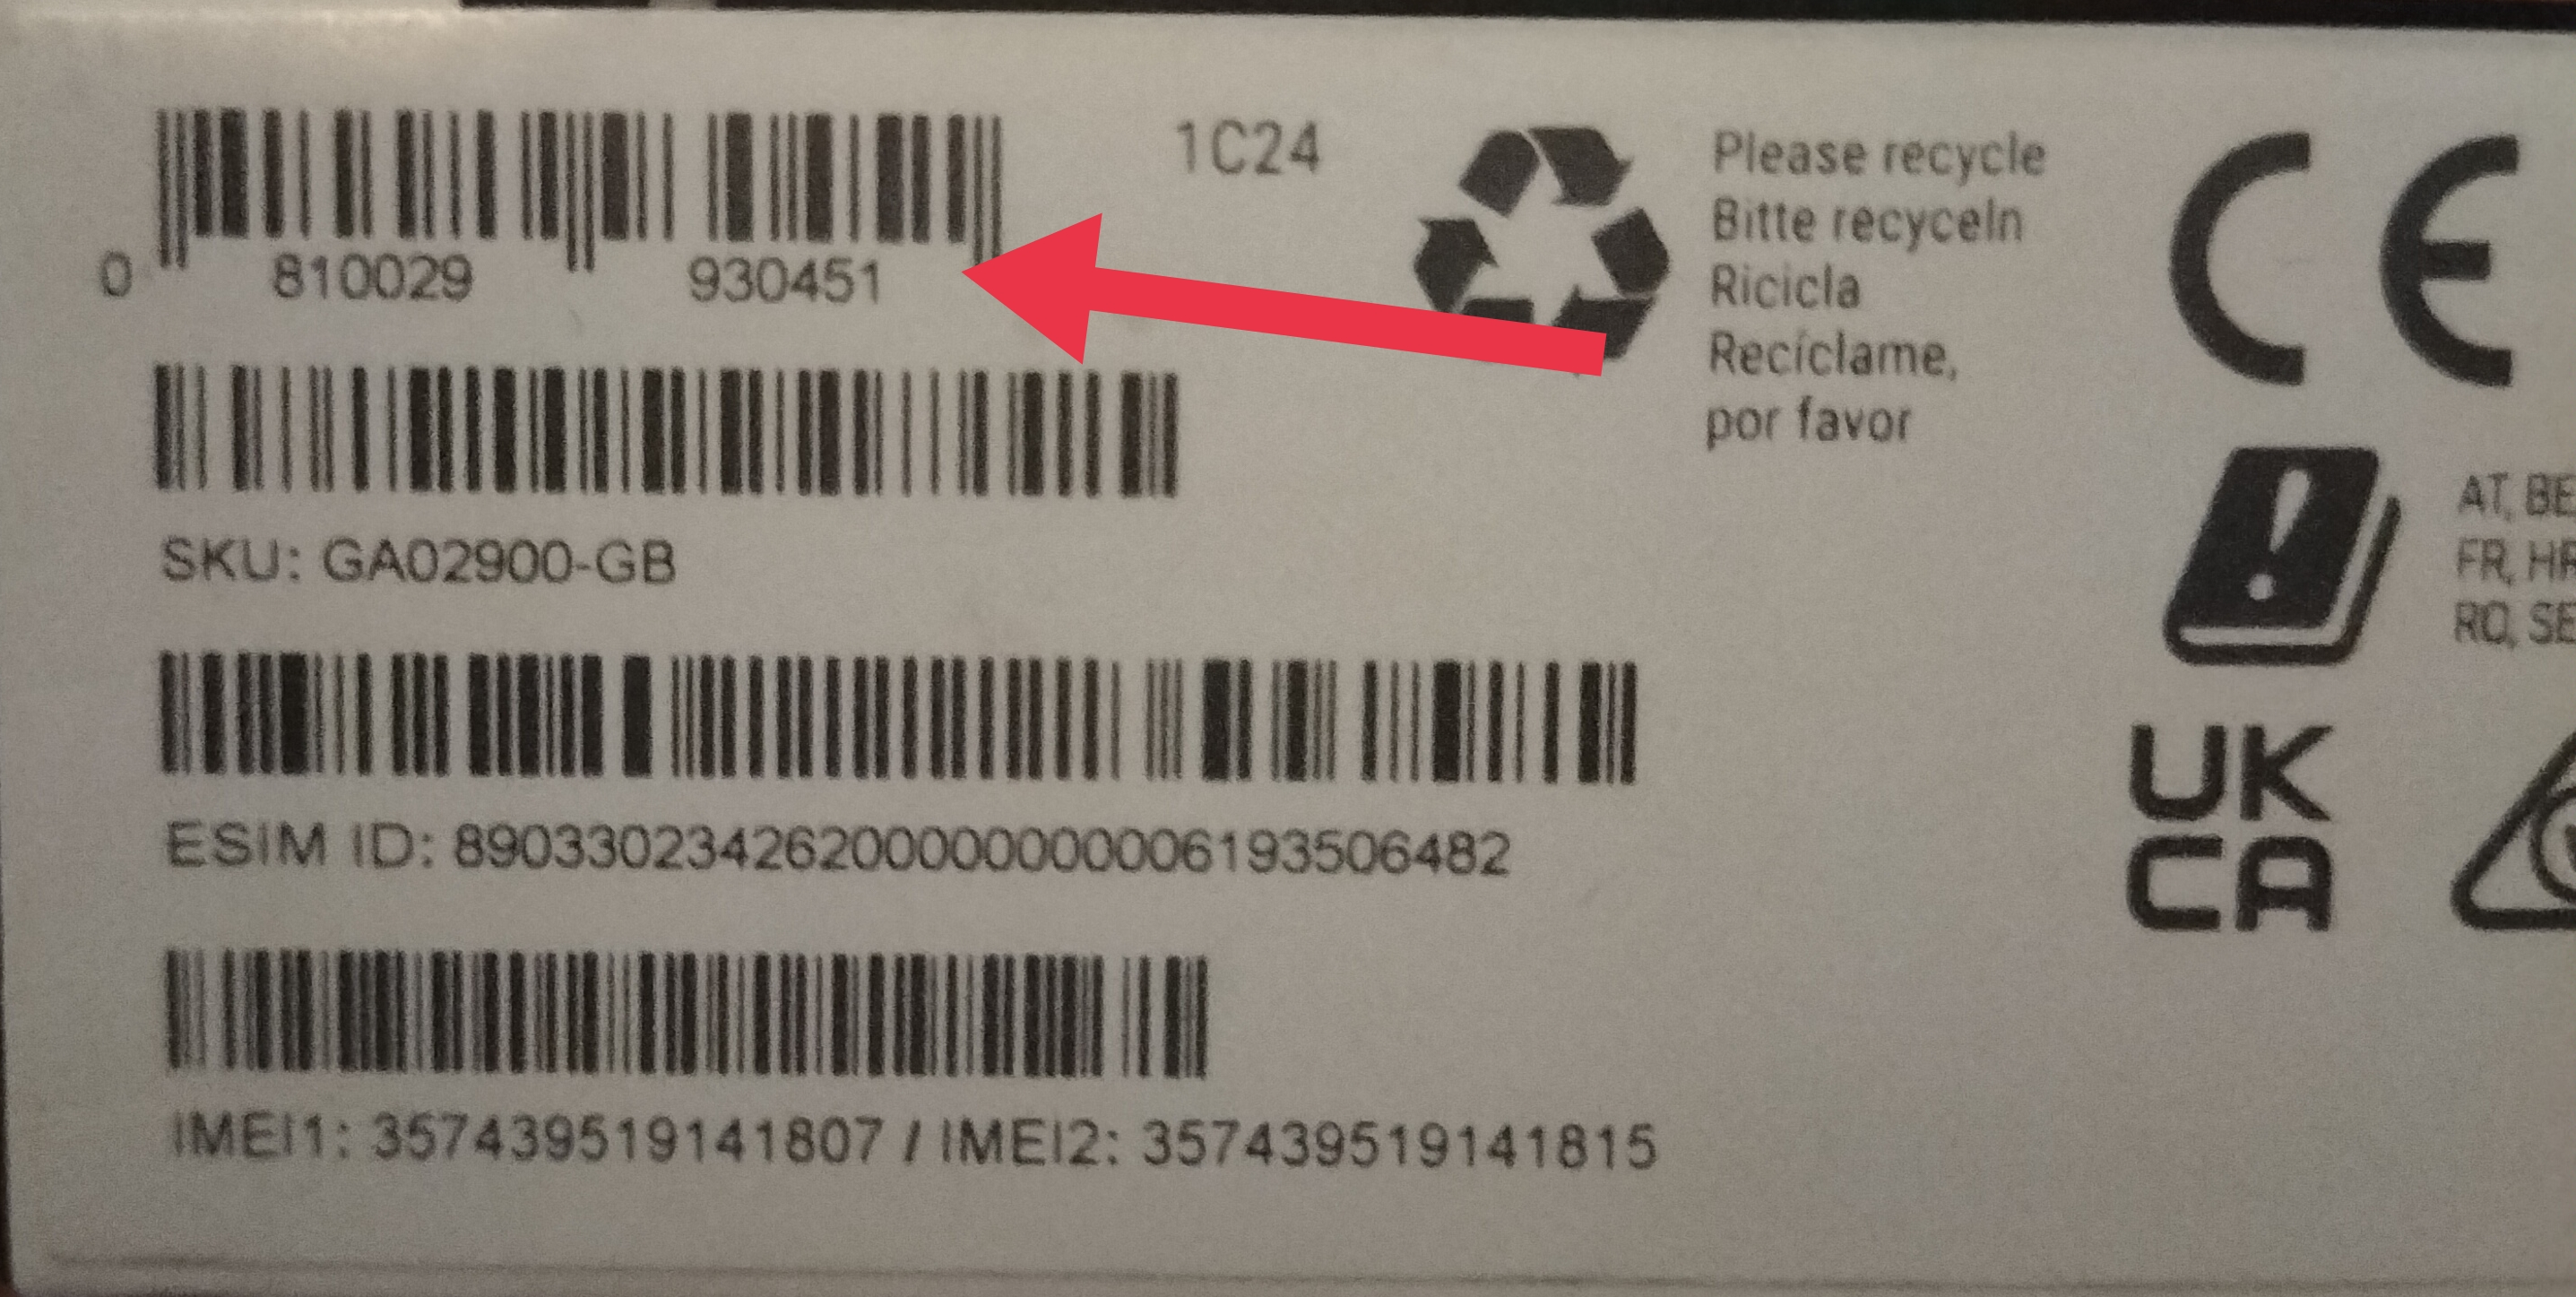 1C24
0 810029 930451
Please recycle
Bitte recyceln
Ricicla
Recíclame,
por favor
CE
SKU: GA02900-GB
AT, BE
FR, HR
RO, SE
UK
CA
ESIM ID: 89033023426200000000006193506482
IMEI1: 357439519141807 / IMEI2: 357439519141815